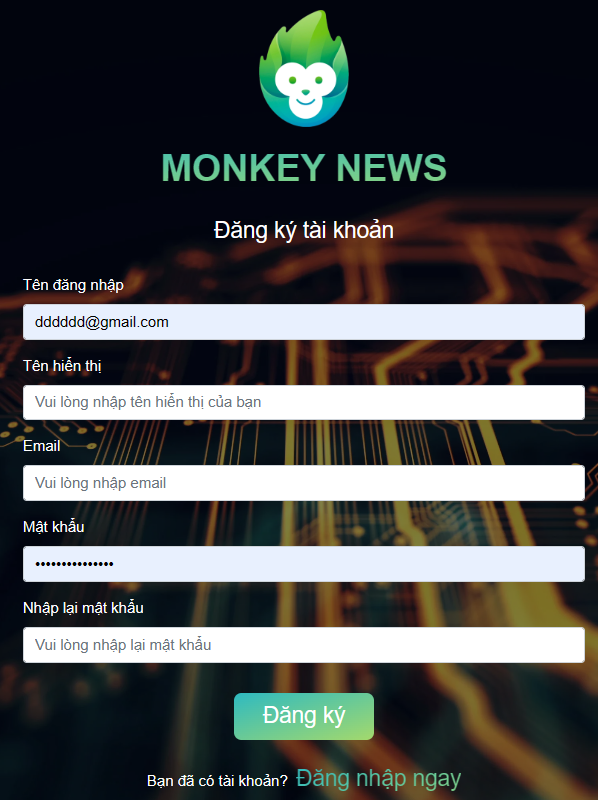 MONKEY NEWS
Đăng ký tài khoản
Tên đăng nhập
dddddd@gmail.com
Tên hiển thị
Vui lòng nhập tên hiển thị của bạn
Email
Vui lòng nhập email
Mật khẩu
•••••••••••••••
Nhập lại mật khẩu
Vui lòng nhập lại mật khẩu
Đăng ký
Bạn đã có tài khoản? Đăng nhập ngay